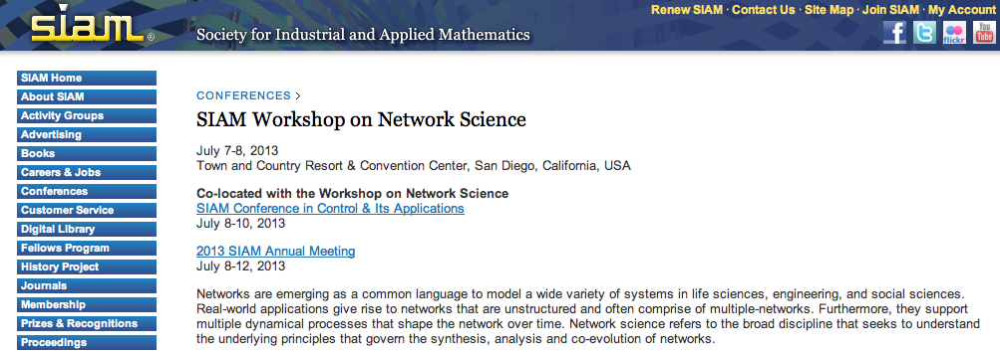 Renew SIAM · Contact Us · Site Map · Join SIAM · My Account
siam ®
Society for Industrial and Applied Mathematics
flickr
You
Tube
SIAM Home
About SIAM
Activity Groups
Advertising
Books
Careers & Jobs
Conferences
Customer Service
Digital Library
Fellows Program
History Project
Journals
Membership
Prizes & Recognitions
Proceedings
CONFERENCES >
SIAM Workshop on Network Science
July 7-8, 2013
Town and Country Resort & Convention Center, San Diego, California, USA
Co-located with the Workshop on Network Science
SIAM Conference in Control & Its Applications
July 8-10, 2013
2013 SIAM Annual Meeting
July 8-12, 2013
Networks are emerging as a common language to model a wide variety of systems in life sciences, engineering, and social sciences.
Real-world applications give rise to networks that are unstructured and often comprise of multiple-networks. Furthermore, they support
multiple dynamical processes that shape the network over time. Network science refers to the broad discipline that seeks to understand
the underlying principles that govern the synthesis, analysis and co-evolution of networks.